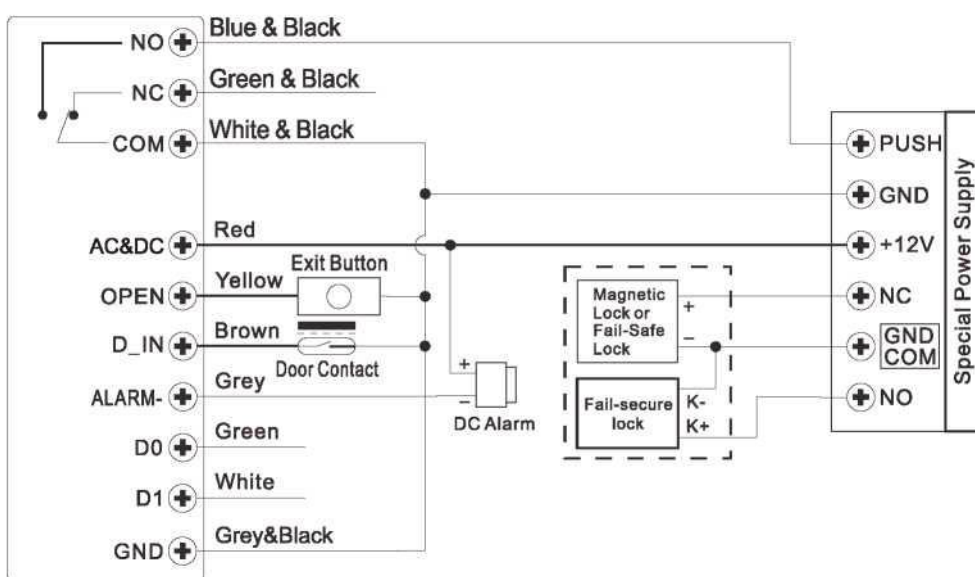 NO
Blue & Black
NC
Green & Black
COM
White & Black
AC&DC
Red
OPEN
Yellow
Exit Button
D_IN
Brown
Door Contact
ALARM-
Grey
+
−
DC Alarm
D0
Green
D1
White
GND
Grey&Black
Magnetic
Lock or
Fail-Safe
Lock
+
−
Fail-secure
lock
K-
K+
PUSH
GND
+12V
NC
GND
COM
NO
Special Power Supply